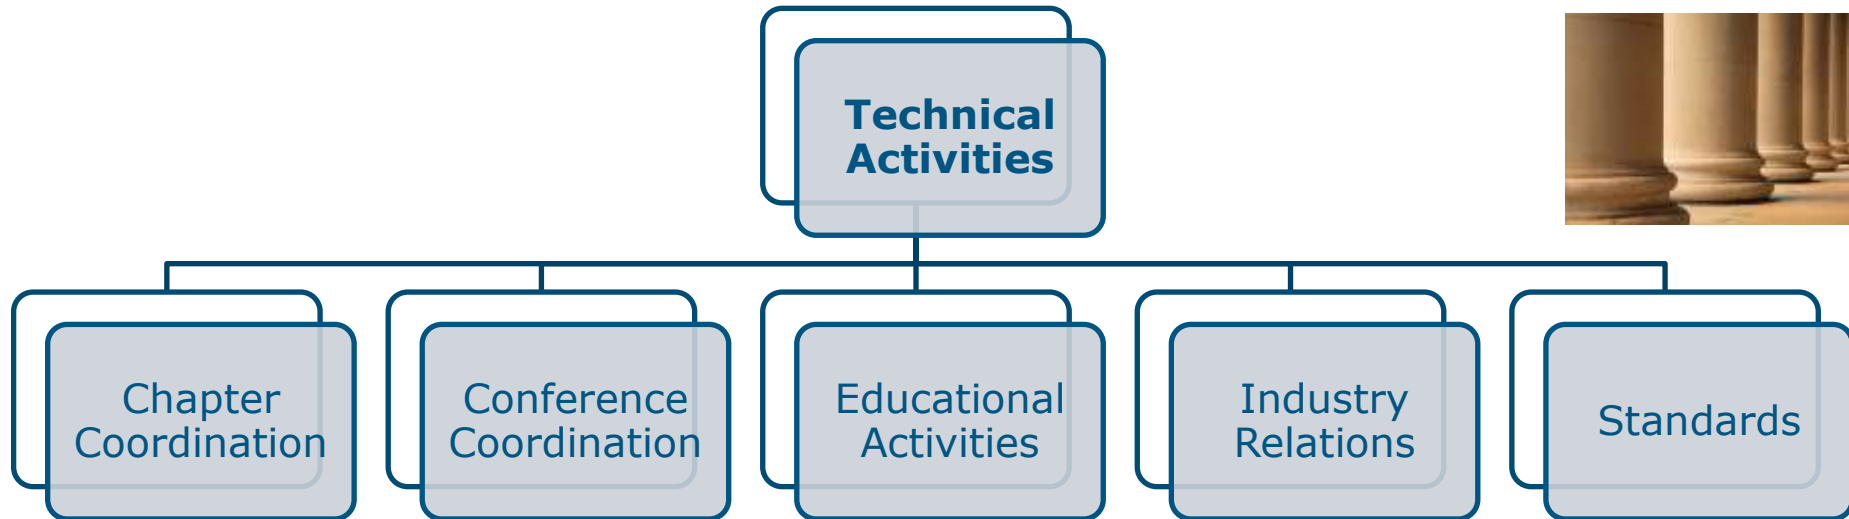 Technical
Activities
Chapter
Coordination
Conference
Coordination
Educational
Activities
Industry
Relations
Standards